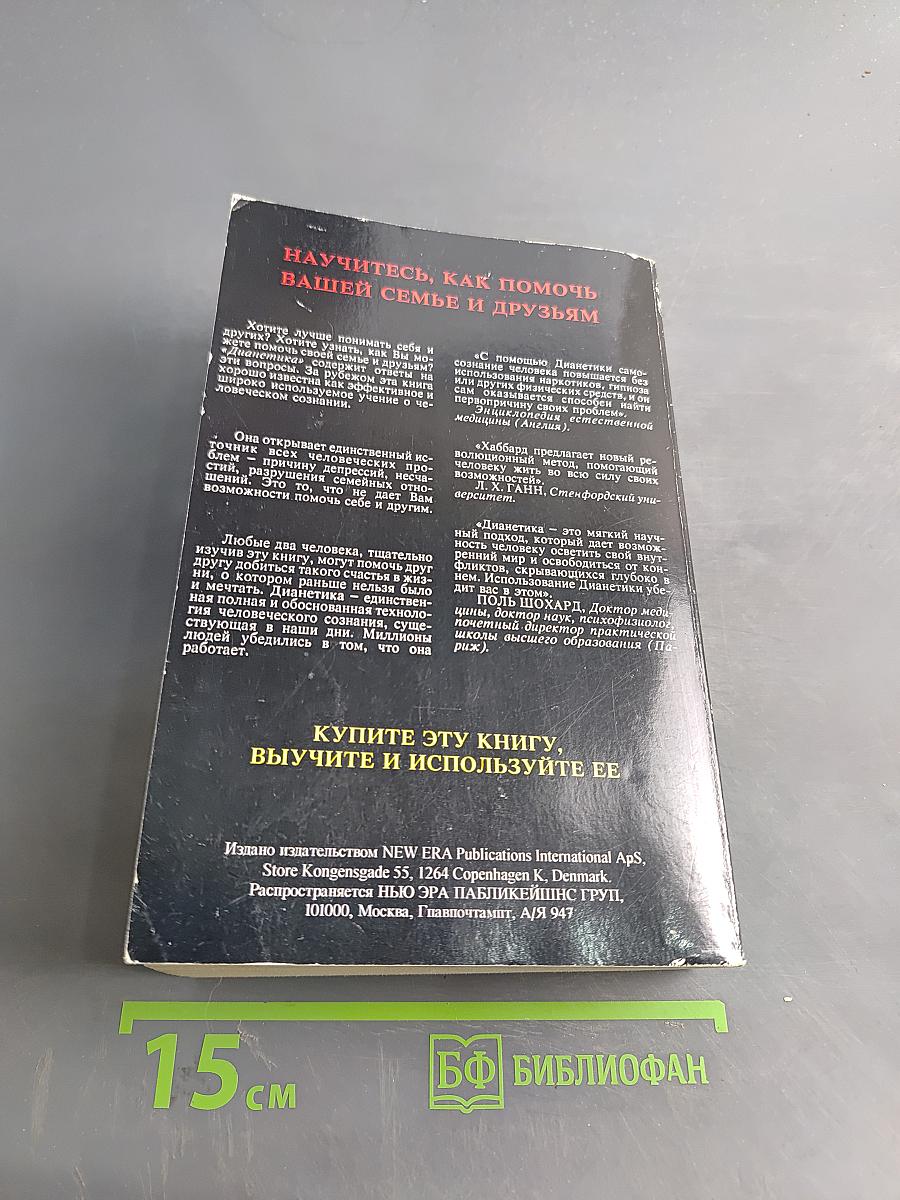 НАУЧИТЕСЬ, КАК ПОМОЧЬ
ВАШЕЙ СЕМЬЕ И ДРУЗЬЯМ
Хотите лучше понимать себя и
других? Хотите узнать, как Вы мо-
жете помочь своей семье и друзьям?
«Дианетика» содержит ответы на
эти вопросы. За рубежом эта книга
хорошо известна как эффективное и
широко используемое учение о че-
ловеческом сознании.
Она открывает единственный ис-
точник всех человеческих про-
блем – причину депрессий, несча-
стий, разрушения семейных отно-
шений. Это то, что не дает Вам
возможности помочь себе и другим.
Любые два человека, тщательно
изучив эту книгу, могут помочь друг
другу добиться такого счастья в жиз-
ни, о котором раньше нельзя было
и мечтать. Дианетика – единствен-
ная полная и обоснованная техноло-
гия человеческого сознания, суще-
ствующая в наши дни. Миллионы
людей убедились в том, что она
работает.
«С помощью Дианетики само-
сознание человека повышается без
использования наркотиков, гипноза
или других физических средств, и он
сам оказывается способен найти
первопричину своих проблем».
Энциклопедия естественной
медицины (Англия).
«Хаббард предлагает новый ре-
волюционный метод, помогающий
человеку жить во всю силу своих
возможностей».
Л. Х. ГАНН, Стенфордский уни-
верситет.
«Дианетика – это мягкий науч-
ный подход, который дает возмож-
ность человеку осветить свой внут-
ренний мир и освободиться от кон-
фликтов, скрывающихся глубоко в
нем. Использование Дианетики убе-
дит вас в этом».
ПОЛЬ ШОХАРД, Доктор меди-
цины, доктор наук, психофизиолог,
почетный директор практической
школы высшего образования (Па-
риж).
КУПИТЕ ЭТУ КНИГУ,
ВЫУЧИТЕ И ИСПОЛЬЗУЙТЕ ЕЕ
Издано издательством NEW ERA Publications International ApS,
Store Kongensgade 55, 1264 Copenhagen K, Denmark.
Распространяется НЬЮ ЭРА ПАБЛИКЕЙШНС ГРУП,
101000, Москва, Главпочтамт, А/Я 947
15 см
БФ БИБЛИОФАН